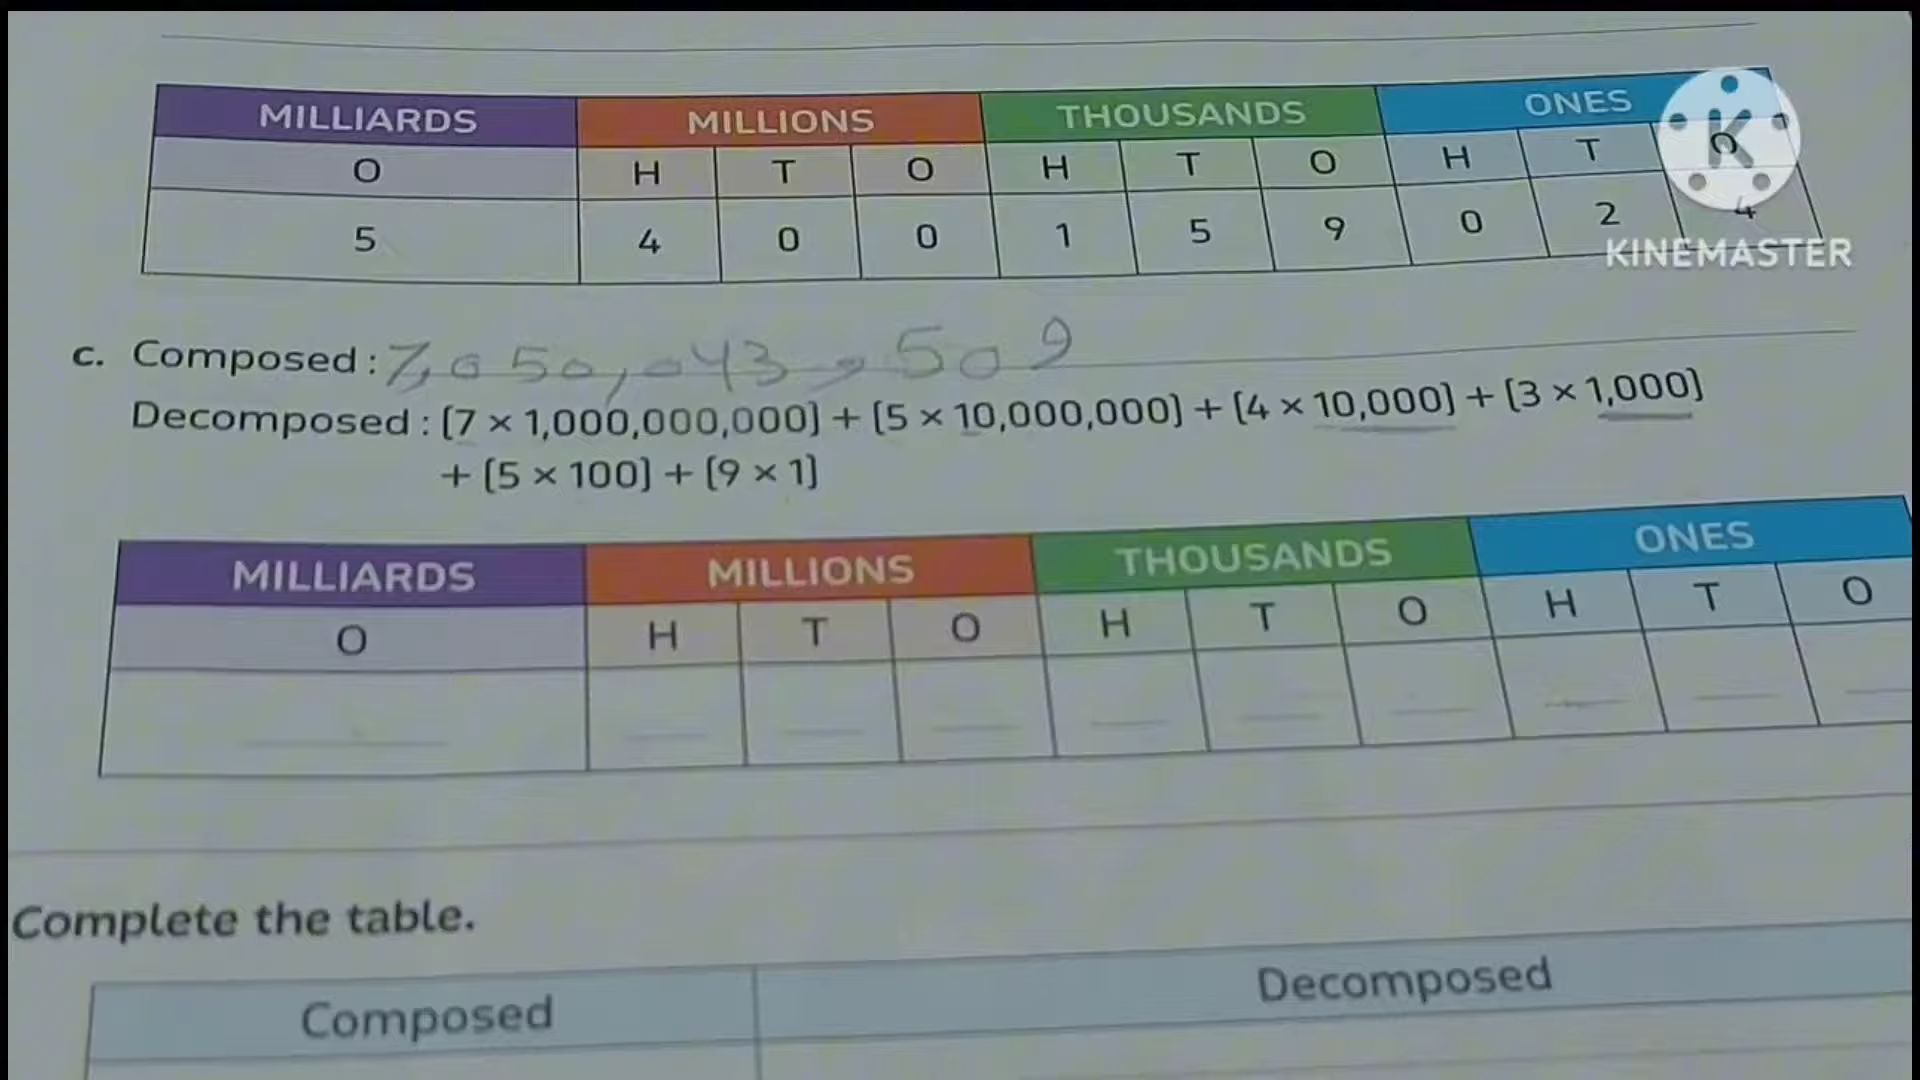 MILLIARDS MILLIONS THOUSANDS ONES
O H T O H T O H T O
5 4 0 0 1 5 9 0 2 4
K
KINEMASTER
c. Composed : 7,050,043,509
Decomposed : (7 × 1,000,000,000) + (5 × 10,000,000) + (4 × 10,000) + (3 × 1,000)
+ (5 × 100) + (9 × 1)
MILLIARDS MILLIONS THOUSANDS ONES
O H T O H T O H T O
Complete the table.
Composed Decomposed